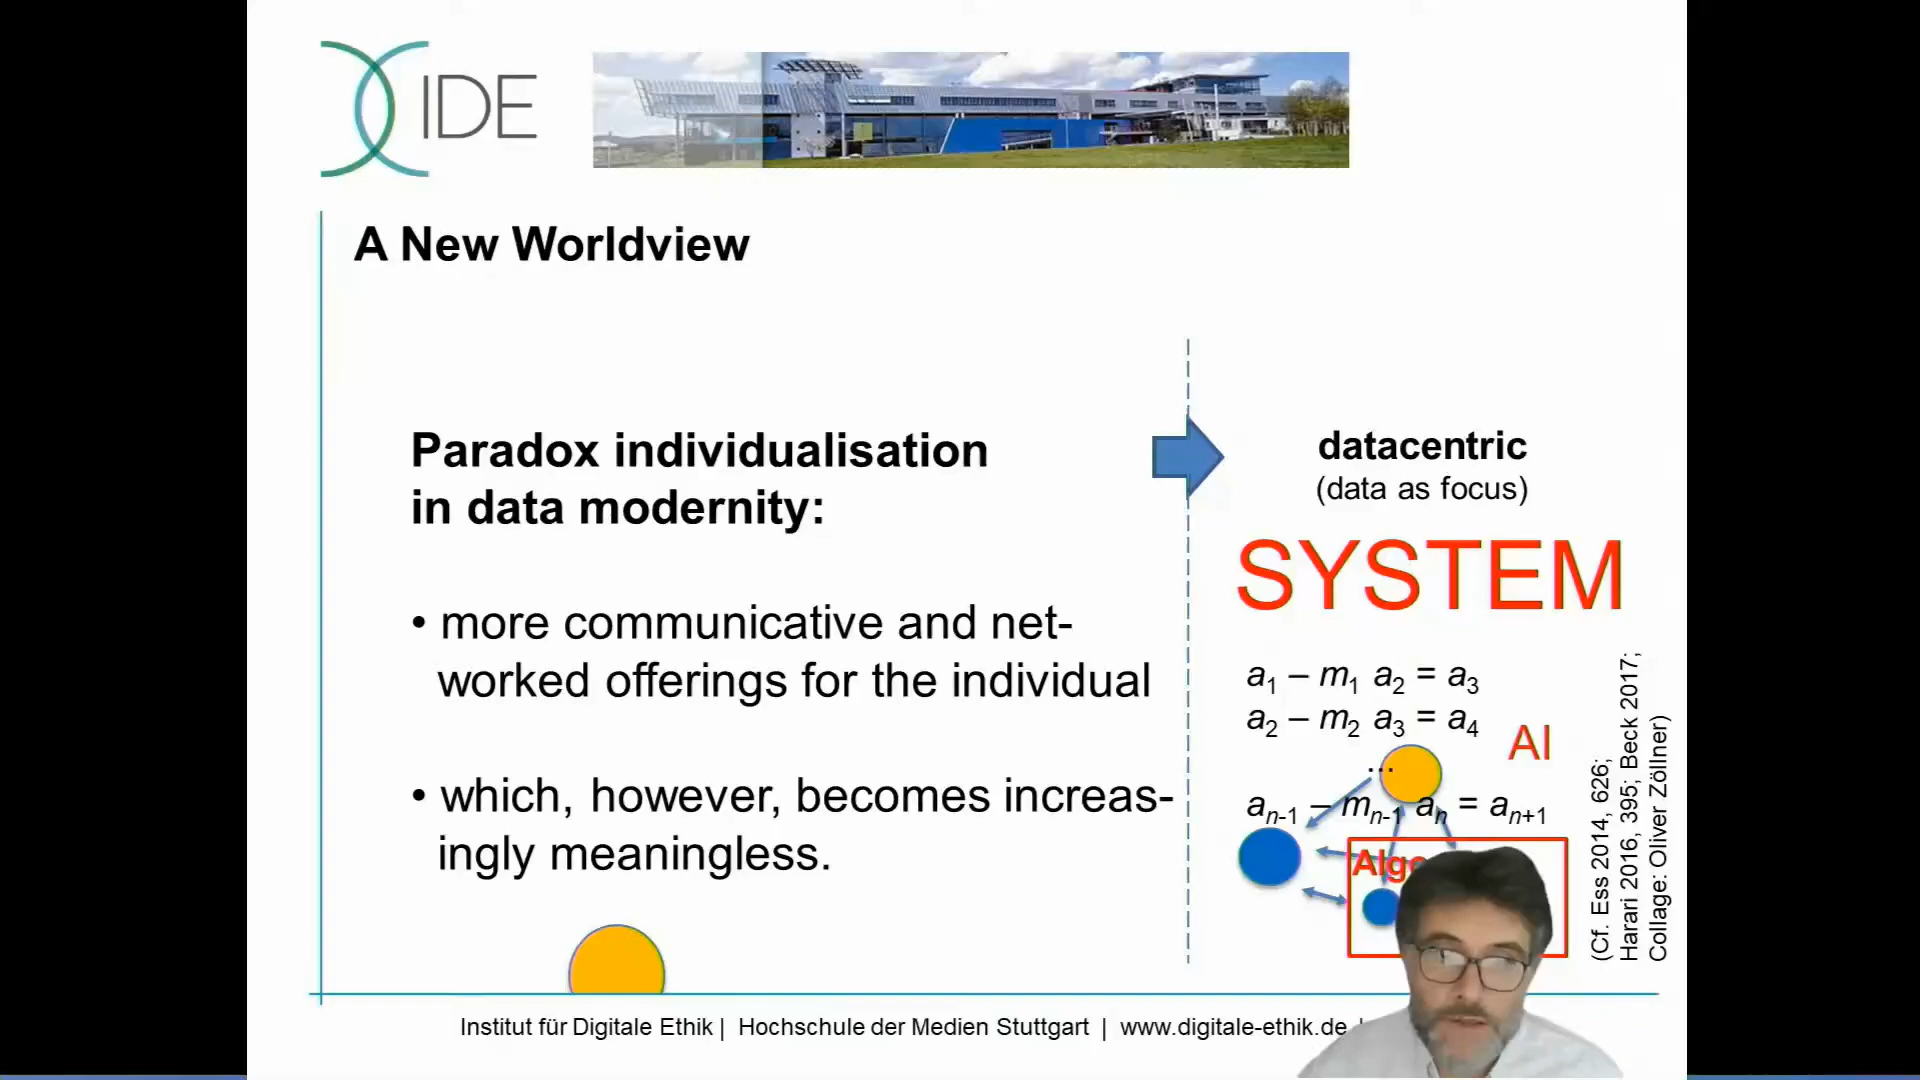 IDE
A New Worldview
Paradox individualisation
in data modernity:
• more communicative and net-
worked offerings for the individual
• which, however, becomes increas-
ingly meaningless.
datacentric
(data as focus)
SYSTEM
a1 – m1 a2 = a3
a2 – m2 a3 = a4
...
AI
an-1 – mn-1 an = an+1
(Cf. Ess 2014, 626;
Harari 2016, 395; Beck 2017;
Collage: Oliver Zöllner)
Institut für Digitale Ethik | Hochschule der Medien Stuttgart | www.digitale-ethik.de